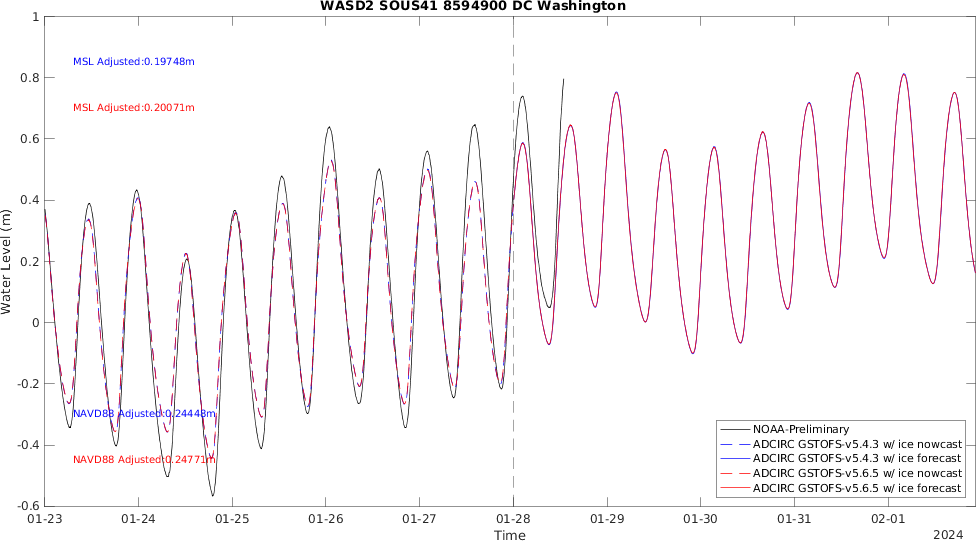 WASD2 SOUS41 8594900 DC Washington
1
0.8
0.6
0.4
0.2
0
-0.2
-0.4
-0.6
Water Level (m)
MSL Adjusted:0.19748m
MSL Adjusted:0.20071m
NAVD88 Adjusted:0.24448m
NAVD88 Adjusted:0.24771m
NOAA-Preliminary
ADCIRC GSTOFS-v5.4.3 w/ ice nowcast
ADCIRC GSTOFS-v5.4.3 w/ ice forecast
ADCIRC GSTOFS-v5.6.5 w/ ice nowcast
ADCIRC GSTOFS-v5.6.5 w/ ice forecast
01-23 01-24 01-25 01-26 01-27 01-28 01-29 01-30 01-31 02-01
Time
2024